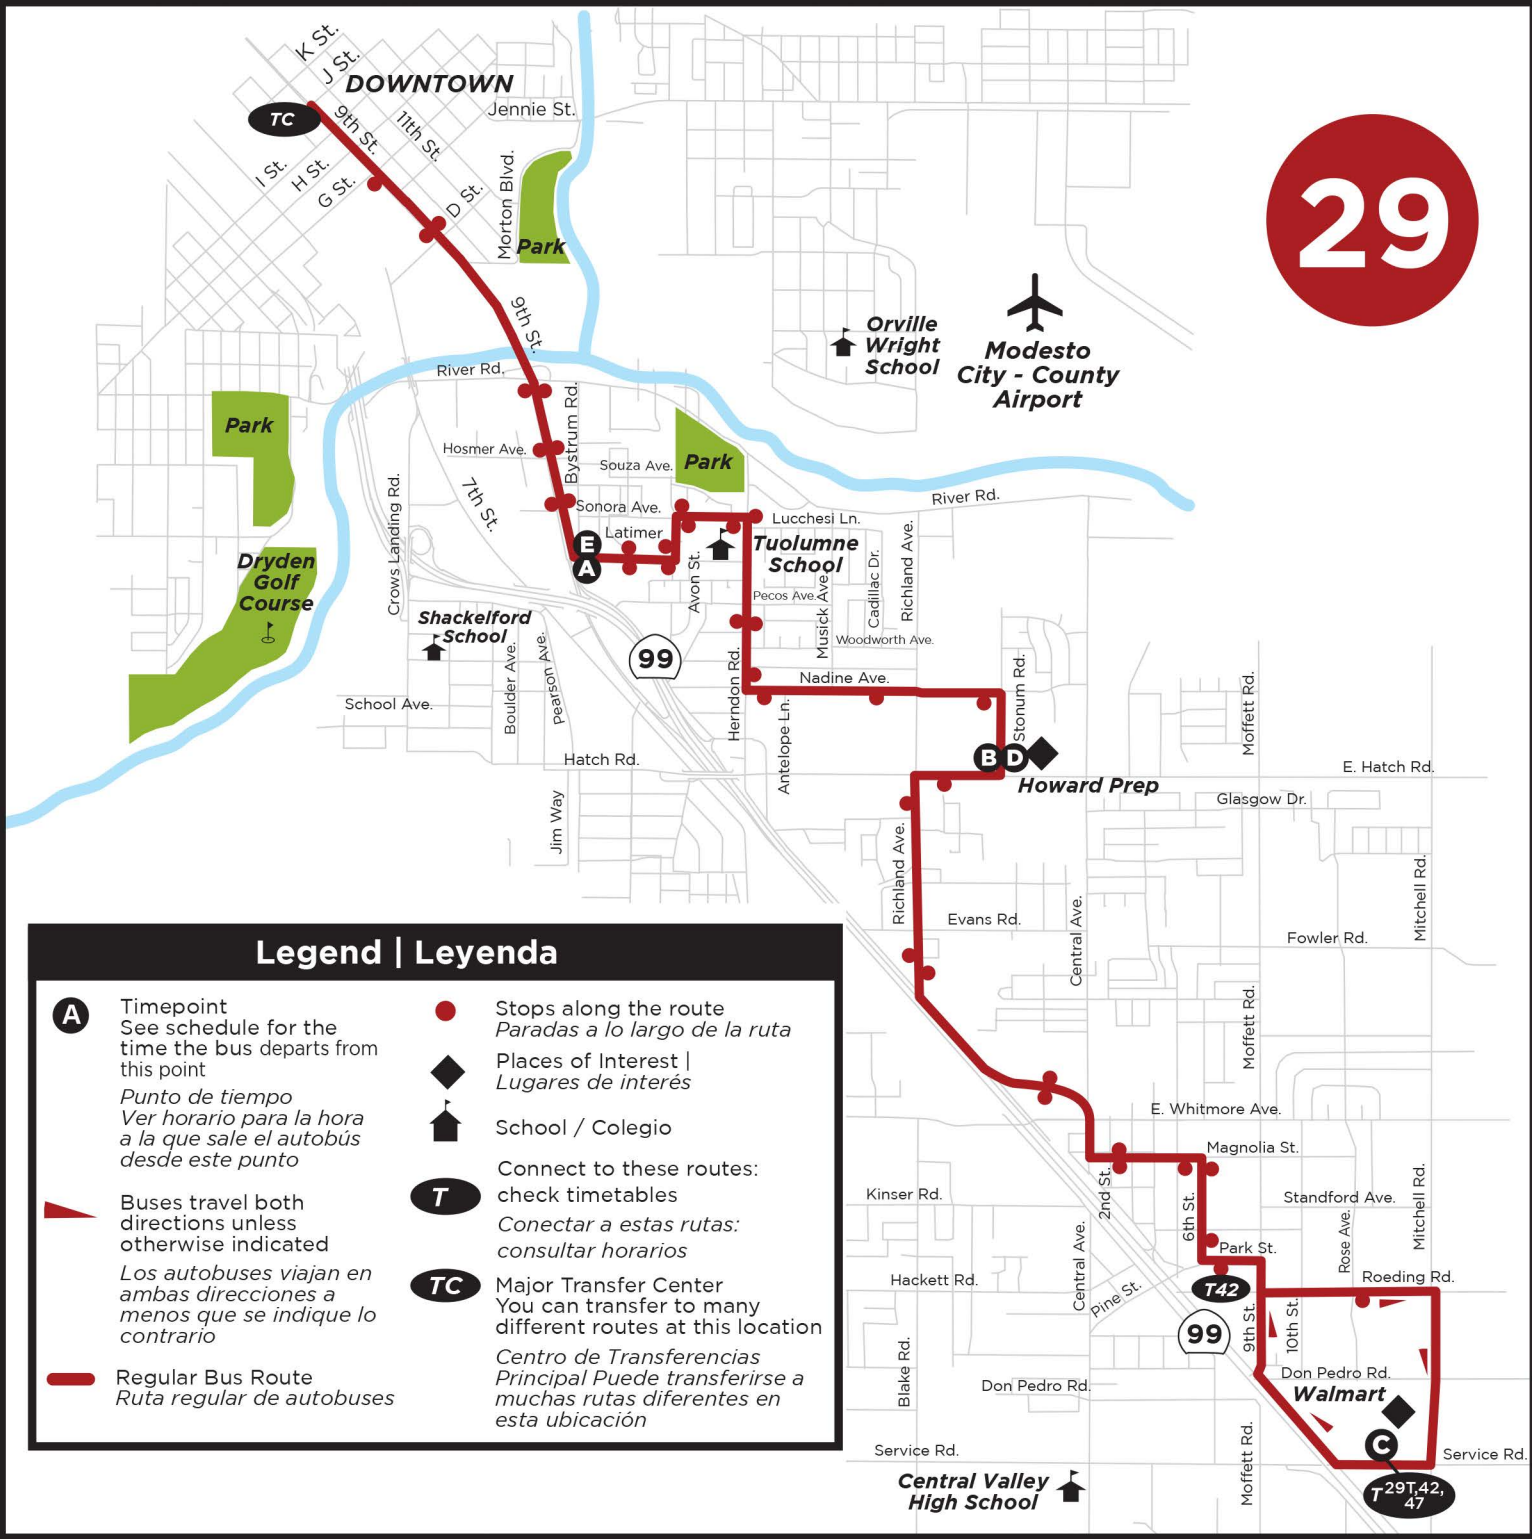 K St.
J St.
DOWNTOWN
Jennie St.
TC
9th St.
11th St.
I St.
H St.
G St.
D St.
Morton Blvd.
Park
29
9th St.
Orville
Wright
School
Modesto
City - County
Airport
River Rd.
Bystrum Rd.
Park
Hosmer Ave.
Souza Ave.
Park
7th St.
Crows Landing Rd.
Sonora Ave.
River Rd.
Lucchesi Ln.
Latimer
E
A
Tuolumne
School
Richland Ave.
Cadillac Dr.
Musick Ave.
Avon St.
Pecos Ave.
Woodworth Ave.
Dryden
Golf
Course
Shackelford
School
99
Boulder Ave.
Pearson Ave.
School Ave.
Herndon Rd.
Nadine Ave.
Stonum Rd.
Moffett Rd.
Antelope Ln.
Hatch Rd.
B
D
Howard Prep
E. Hatch Rd.
Glasgow Dr.
Jim Way
Richland Ave.
Evans Rd.
Central Ave.
Mitchell Rd.
Fowler Rd.
Moffett Rd.
E. Whitmore Ave.
Magnolia St.
Kinser Rd.
2nd St.
6th St.
Standford Ave.
Mitchell Rd.
Rose Ave.
Park St.
Central Ave.
Hackett Rd.
Pine St.
T42
Roeding Rd.
99
9th St.
10th St.
Blake Rd.
Don Pedro Rd.
Don Pedro Rd.
Walmart
C
Moffett Rd.
Service Rd.
Service Rd.
Central Valley
High School
T 29T,42,
47
Legend | Leyenda
A
Timepoint
See schedule for the
time the bus departs from
this point
Punto de tiempo
Ver horario para la hora
a la que sale el autobús
desde este punto
Buses travel both
directions unless
otherwise indicated
Los autobuses viajan en
ambas direcciones a
menos que se indique lo
contrario
Regular Bus Route
Ruta regular de autobuses
Stops along the route
Paradas a lo largo de la ruta
Places of Interest |
Lugares de interés
School / Colegio
T
Connect to these routes:
check timetables
Conectar a estas rutas:
consultar horarios
TC
Major Transfer Center
You can transfer to many
different routes at this location
Centro de Transferencias
Principal Puede transferirse a
muchas rutas diferentes en
esta ubicación